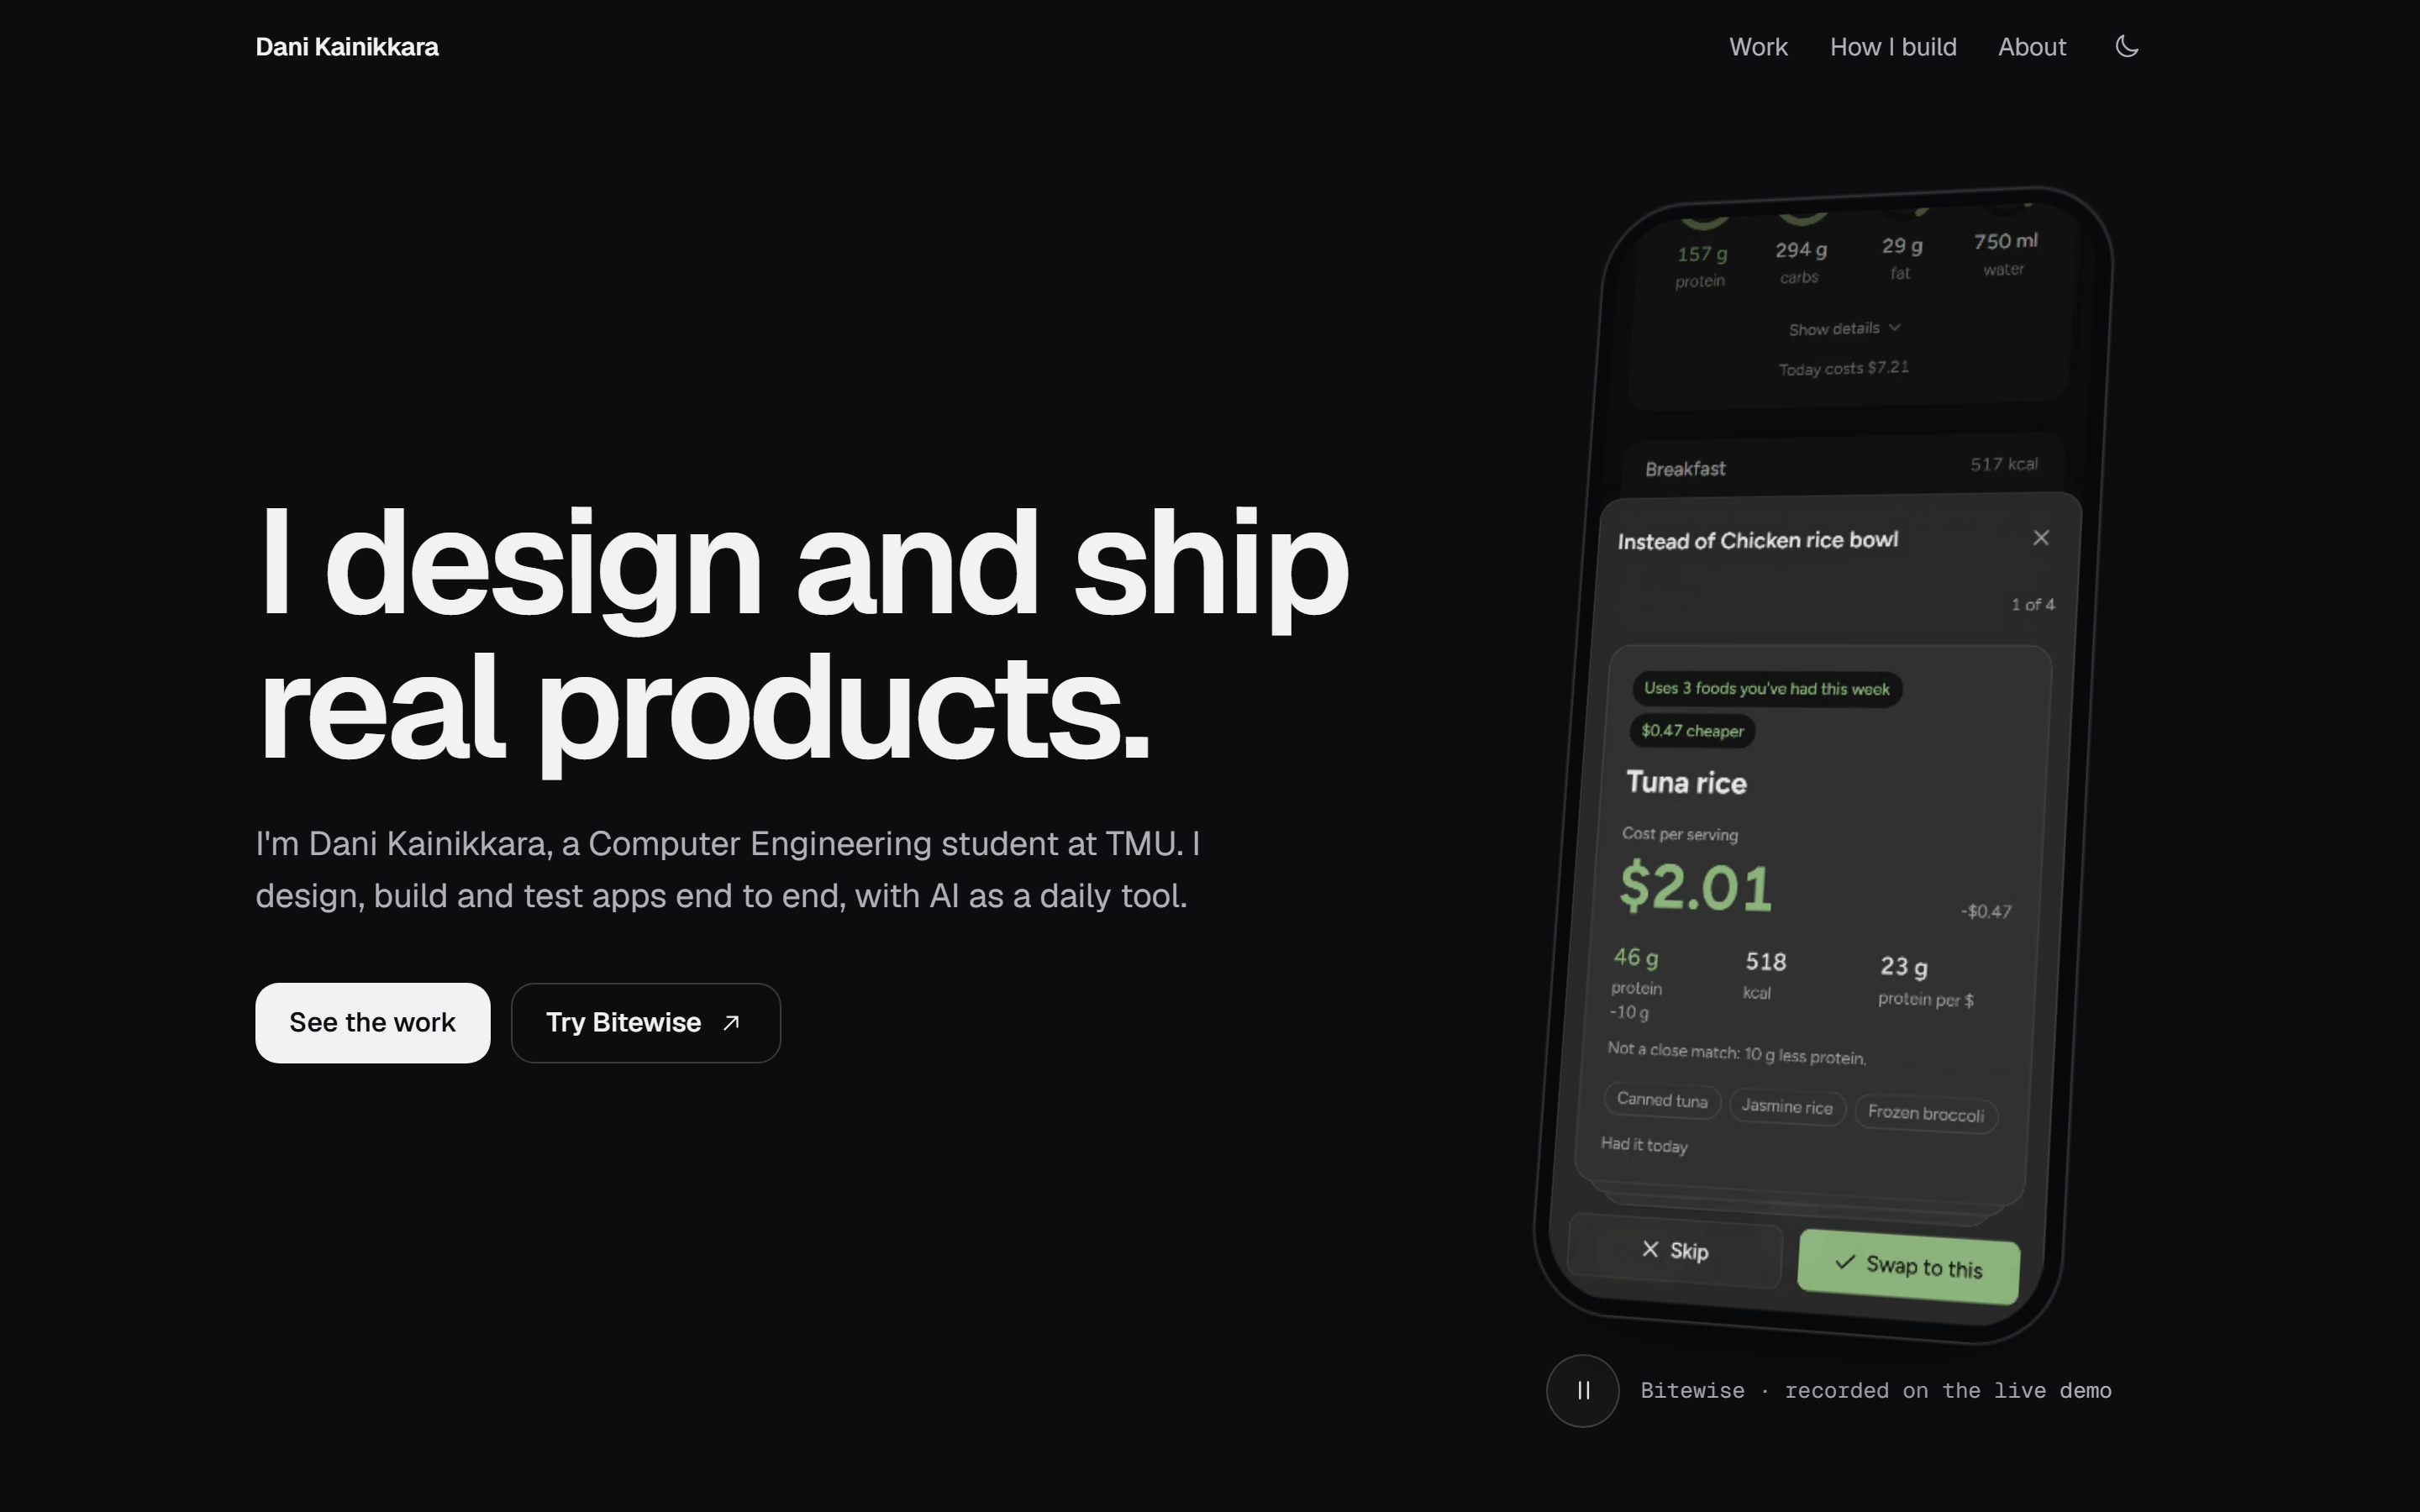 Dani Kainikkara
Work
How I build
About
I design and ship
real products.
I'm Dani Kainikkara, a Computer Engineering student at TMU. I
design, build and test apps end to end, with AI as a daily tool.
See the work
Try Bitewise
157 g
294 g
29 g
750 ml
protein
carbs
fat
water
Show details
Today costs $7.21
Breakfast
517 kcal
Instead of Chicken rice bowl
1 of 4
Uses 3 foods you've had this week
$0.47 cheaper
Tuna rice
Cost per serving
$2.01
-$0.47
46 g
518
23 g
protein
kcal
protein per $
-10 g
Not a close match: 10 g less protein.
Canned tuna
Jasmine rice
Frozen broccoli
Had it today
Skip
Swap to this
Bitewise · recorded on the live demo